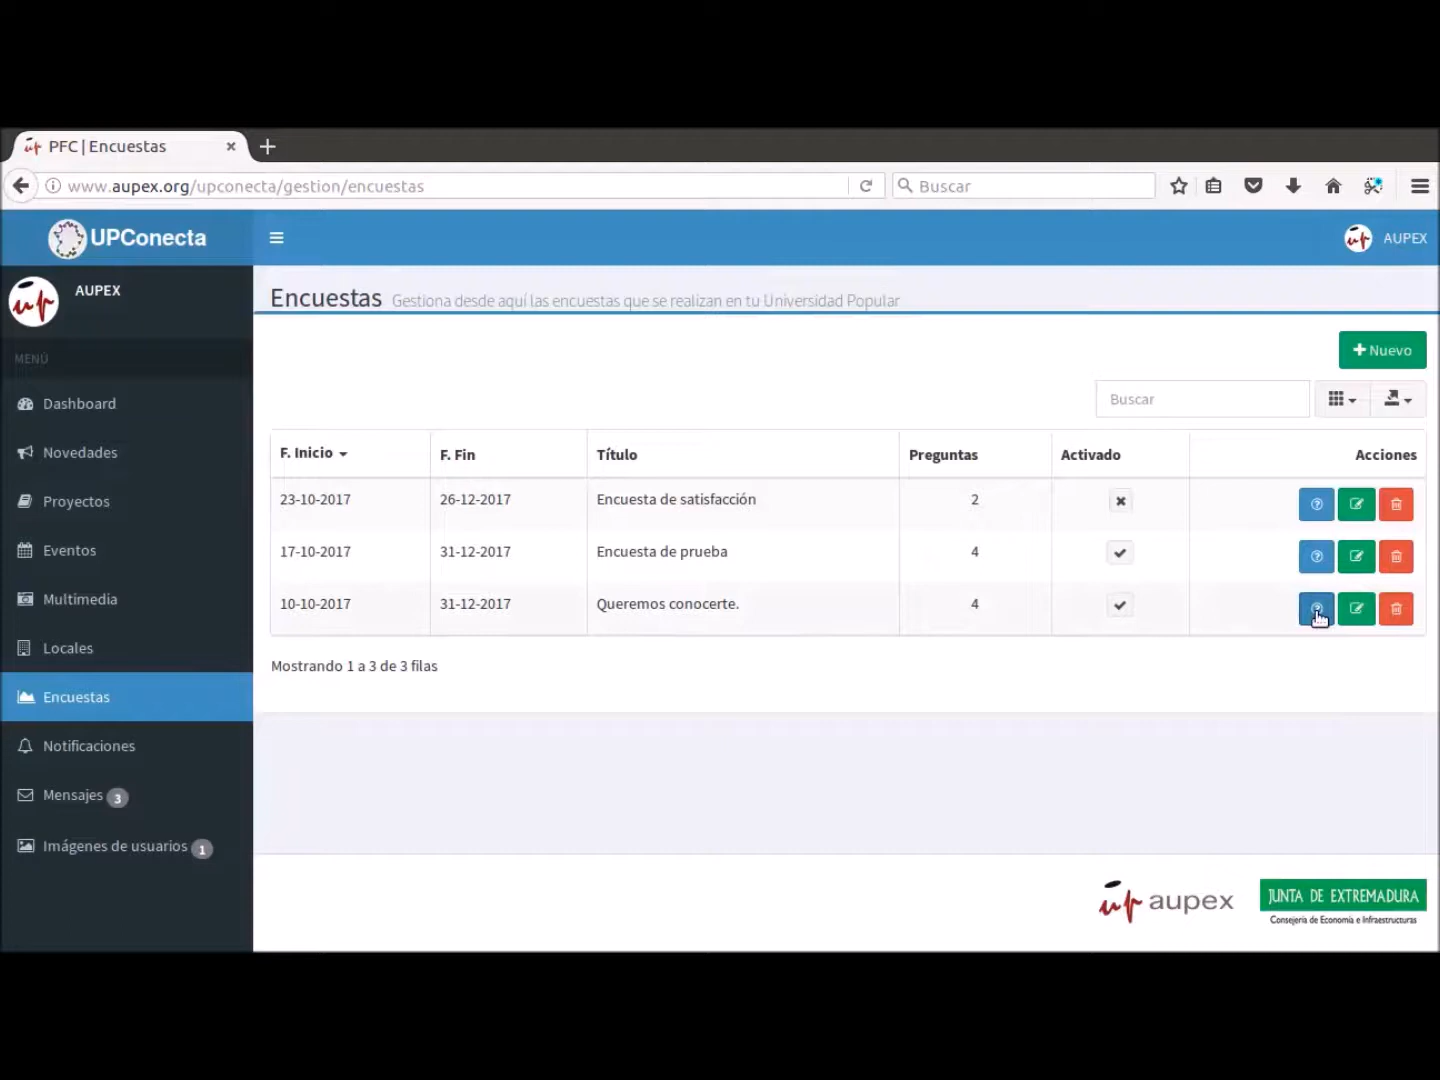 PFC | Encuestas
www.aupex.org/upconecta/gestion/encuestas
Buscar
UPConecta
AUPEX
AUPEX
MENÚ
Dashboard
Novedades
Proyectos
Eventos
Multimedia
Locales
Encuestas
Notificaciones
Mensajes 3
Imágenes de usuarios 1
Encuestas Gestiona desde aquí las encuestas que se realizan en tu Universidad Popular
Nuevo
Buscar
F. Inicio F. Fin Título Preguntas Activado Acciones
23-10-2017 26-12-2017 Encuesta de satisfacción 2
17-10-2017 31-12-2017 Encuesta de prueba 4
10-10-2017 31-12-2017 Queremos conocerte. 4
Mostrando 1 a 3 de 3 filas
up aupex
JUNTA DE EXTREMADURA
Consejería de Economía e Infraestructuras